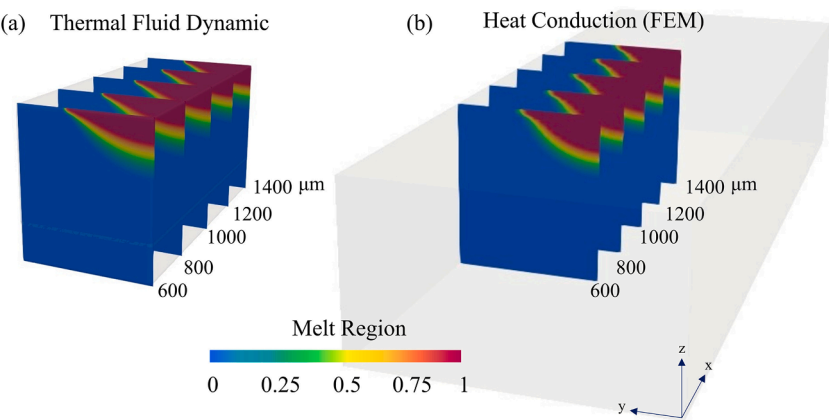 (a) Thermal Fluid Dynamic
(b) Heat Conduction (FEM)
1400 μm
1200
1000
800
600
1400 μm
1200
1000
800
600
Melt Region
0 0.25 0.5 0.75 1
z
x
y